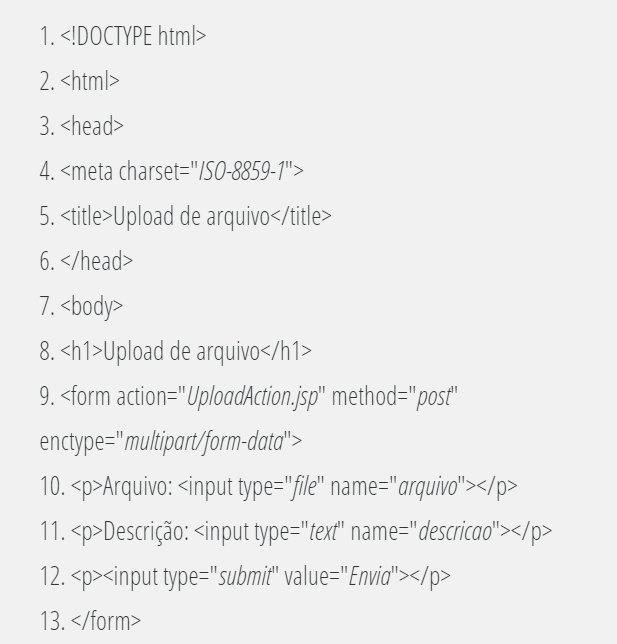 1. <!DOCTYPE html>
2. <html>
3. <head>
4. <meta charset="ISO-8859-1">
5. <title>Upload de arquivo</title>
6. </head>
7. <body>
8. <h1>Upload de arquivo</h1>
9. <form action="UploadAction.jsp" method="post"
enctype="multipart/form-data">
10. <p>Arquivo: <input type="file" name="arquivo"></p>
11. <p>Descrição: <input type="text" name="descricao"></p>
12. <p><input type="submit" value="Envia"></p>
13. </form>